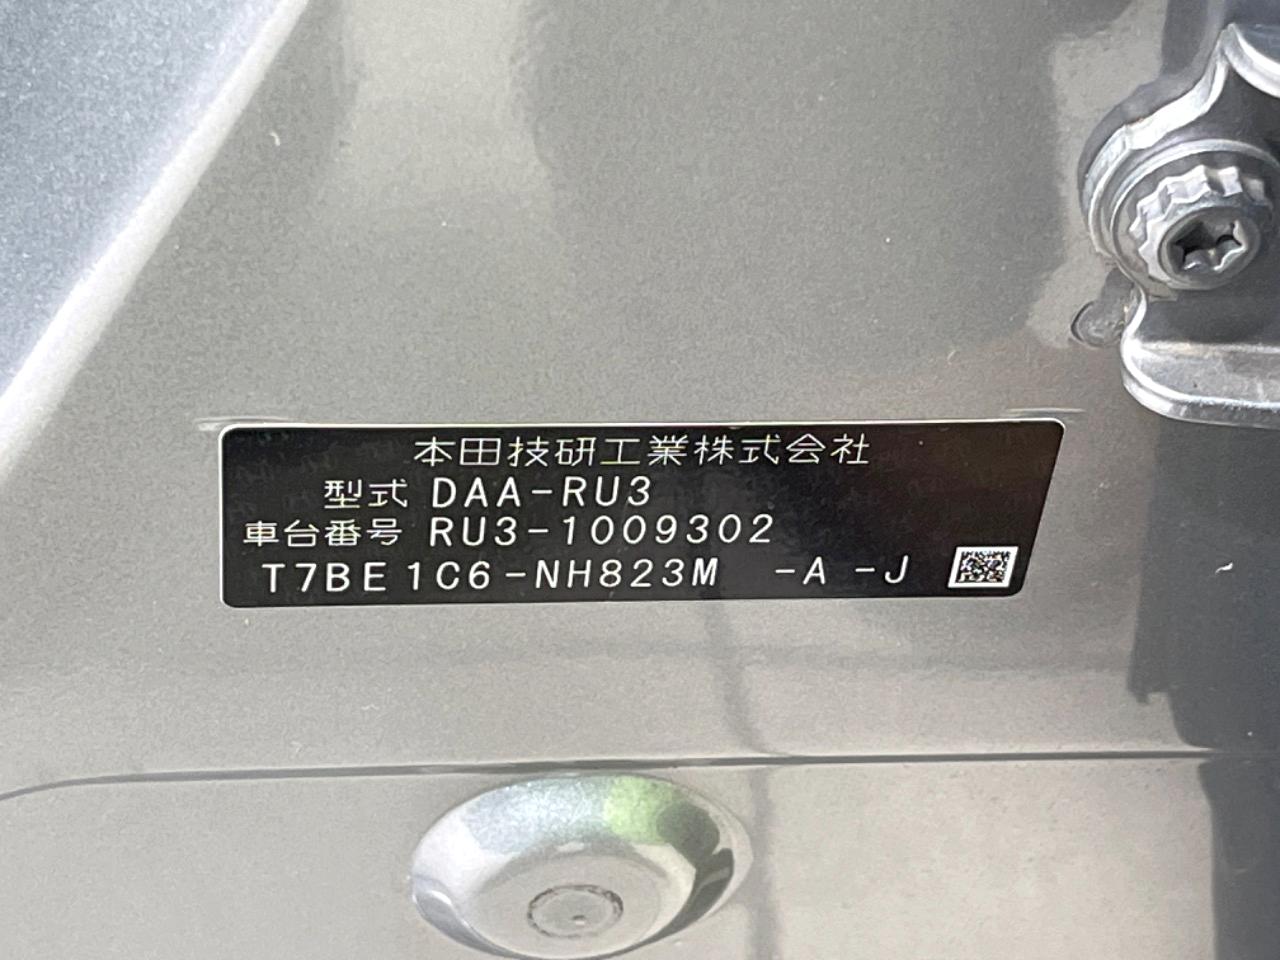 本田技研工業株式会社
型式 DAA-RU3
車台番号 RU3-1009302
T7BE1C6-NH823M -A -J